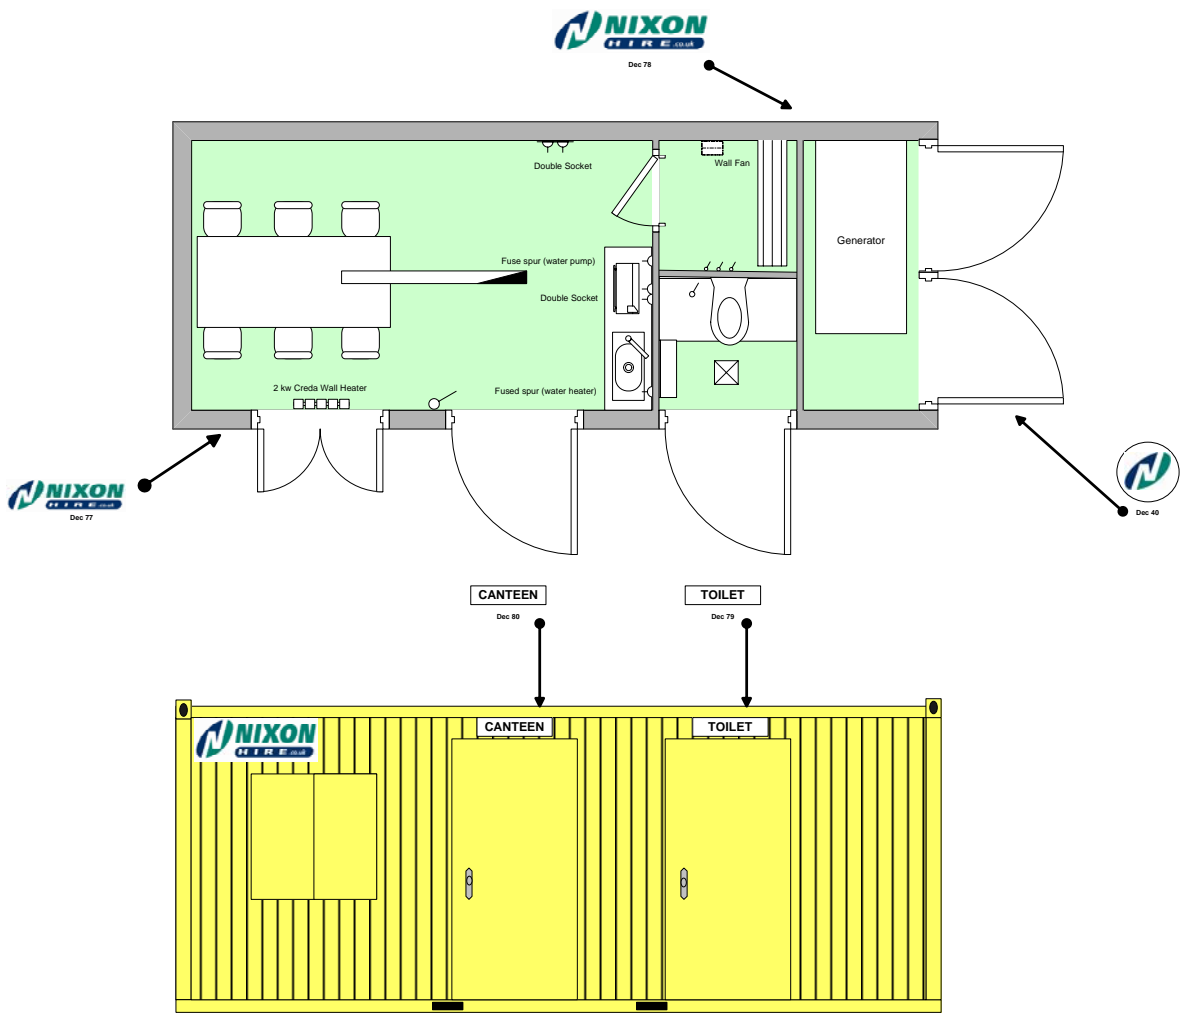 NIXON
HIRE.co.uk
Dec 78
Double Socket
Wall Fan
Generator
Fuse spur (water pump)
Double Socket
2 kw Creda Wall Heater
Fused spur (water heater)
NIXON
HIRE.co.uk
Dec 77
Dec 40
CANTEEN
Dec 80
TOILET
Dec 79
NIXON
HIRE.co.uk
CANTEEN
TOILET